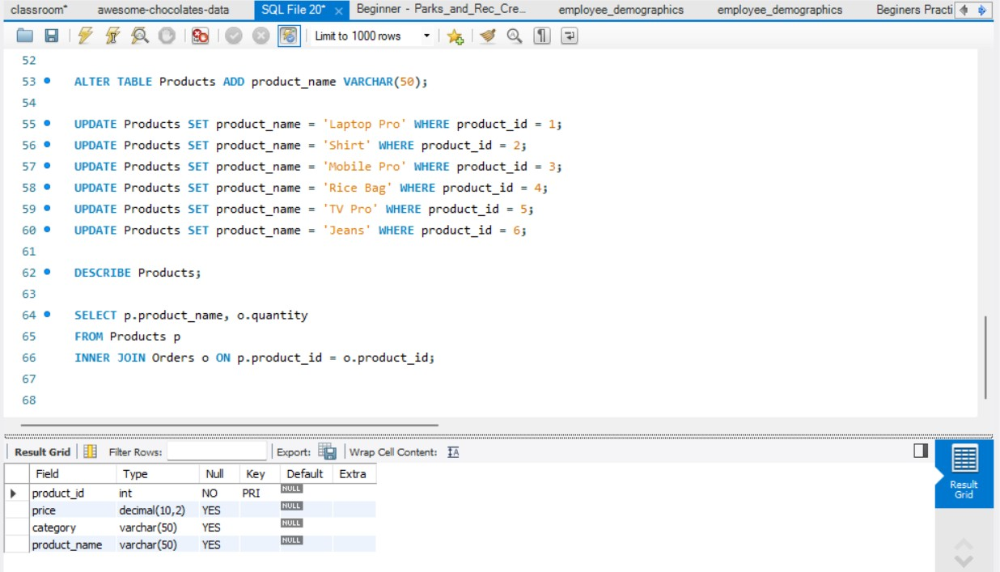 classroom* awesome-chocolates-data SQL File 20* × Beginner - Parks_and_Rec_Cre... employee_demographics employee_demographics Beginers Practi
Limit to 1000 rows
52
53 ALTER TABLE Products ADD product_name VARCHAR(50);
54
55 UPDATE Products SET product_name = 'Laptop Pro' WHERE product_id = 1;
56 UPDATE Products SET product_name = 'Shirt' WHERE product_id = 2;
57 UPDATE Products SET product_name = 'Mobile Pro' WHERE product_id = 3;
58 UPDATE Products SET product_name = 'Rice Bag' WHERE product_id = 4;
59 UPDATE Products SET product_name = 'TV Pro' WHERE product_id = 5;
60 UPDATE Products SET product_name = 'Jeans' WHERE product_id = 6;
61
62 DESCRIBE Products;
63
64 SELECT p.product_name, o.quantity
65 FROM Products p
66 INNER JOIN Orders o ON p.product_id = o.product_id;
67
68
Result Grid Filter Rows: Export: Wrap Cell Content: IA
Field Type Null Key Default Extra
product_id int NO PRI NULL
price decimal(10,2) YES NULL
category varchar(50) YES NULL
product_name varchar(50) YES NULL
Result
Grid